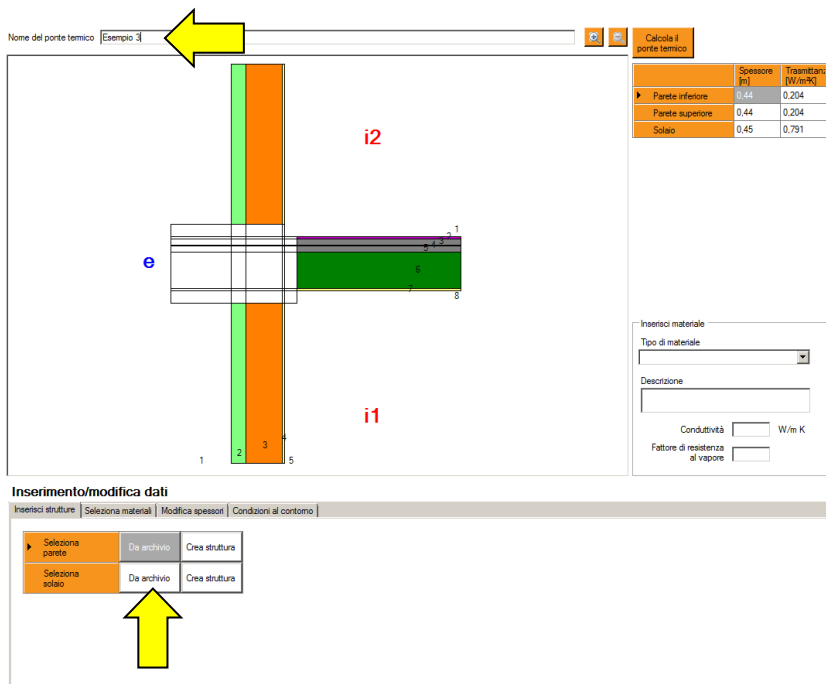 Nome del ponte termico
Esempio 3
Calcola il
ponte termico
Spessore
[m]
Trasmittanz
[W/m²K]
Parete inferiore
0,44
0,204
Parete superiore
0,44
0,204
Solaio
0,45
0,791
i2
e
1
2
3
4
5
6
7
8
i1
1
2
3
4
5
Inserisci materiale
Tipo di materiale
Descrizione
Conduttività
W/m K
Fattore di resistenza
al vapore
Inserimento/modifica dati
Inserisci strutture
Seleziona materiali
Modifica spessori
Condizioni al contorno
Seleziona
parete
Da archivio
Crea struttura
Seleziona
solaio
Da archivio
Crea struttura